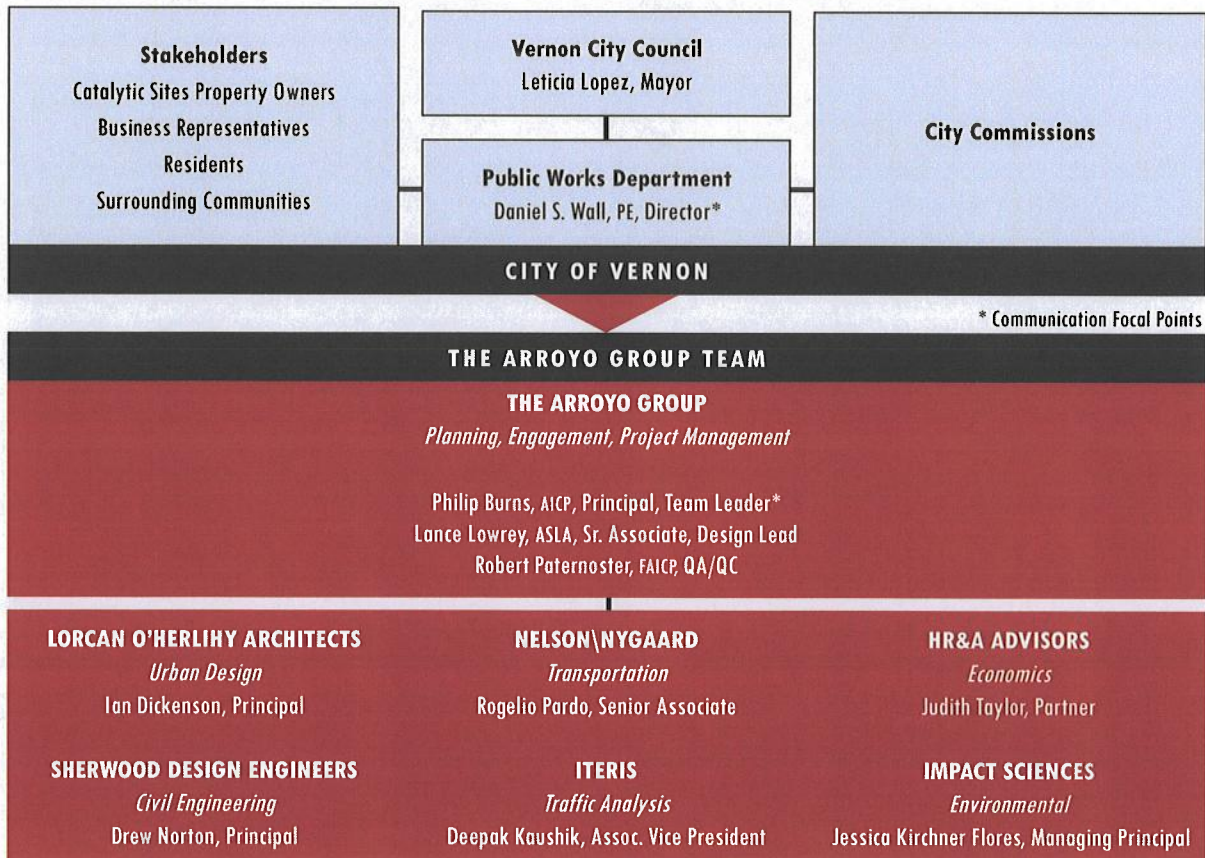 Stakeholders
Catalytic Sites Property Owners
Business Representatives
Residents
Surrounding Communities
Vernon City Council
Leticia Lopez, Mayor
Public Works Department
Daniel S. Wall, PE, Director*
City Commissions
CITY OF VERNON
* Communication Focal Points
THE ARROYO GROUP TEAM
THE ARROYO GROUP
Planning, Engagement, Project Management
Philip Burns, AICP, Principal, Team Leader*
Lance Lowrey, ASLA, Sr. Associate, Design Lead
Robert Paternoster, FAICP, QA/QC
LORCAN O'HERLIHY ARCHITECTS
Urban Design
Ian Dickenson, Principal
NELSON\NYGAARD
Transportation
Rogelio Pardo, Senior Associate
HR&A ADVISORS
Economics
Judith Taylor, Partner
SHERWOOD DESIGN ENGINEERS
Civil Engineering
Drew Norton, Principal
ITERIS
Traffic Analysis
Deepak Kaushik, Assoc. Vice President
IMPACT SCIENCES
Environmental
Jessica Kirchner Flores, Managing Principal